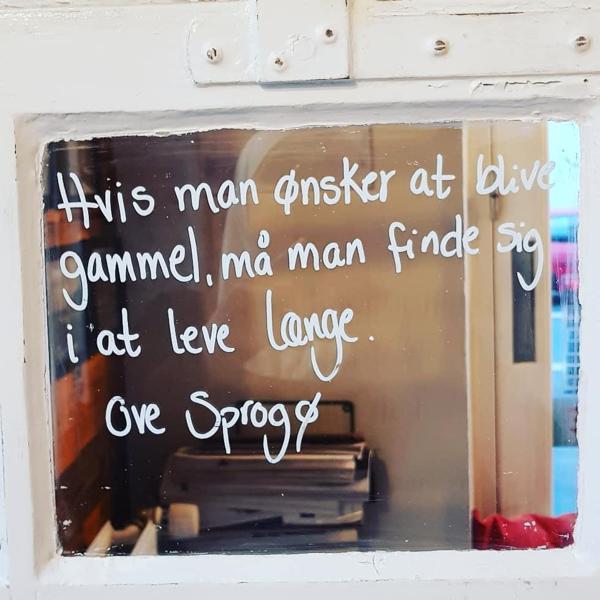 Hvis man ønsker at blive
gammel, må man finde sig
i at leve længe.
Ove Sprogø